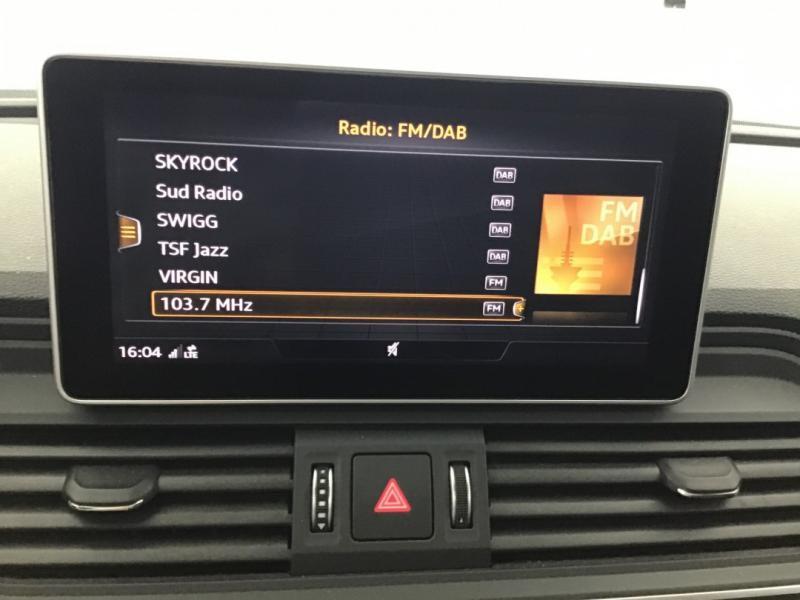 Radio: FM/DAB
SKYROCK DAB
Sud Radio DAB
SWIGG DAB
TSF Jazz DAB
VIRGIN FM
103.7 MHz FM
FM
DAB
16:04 LTE